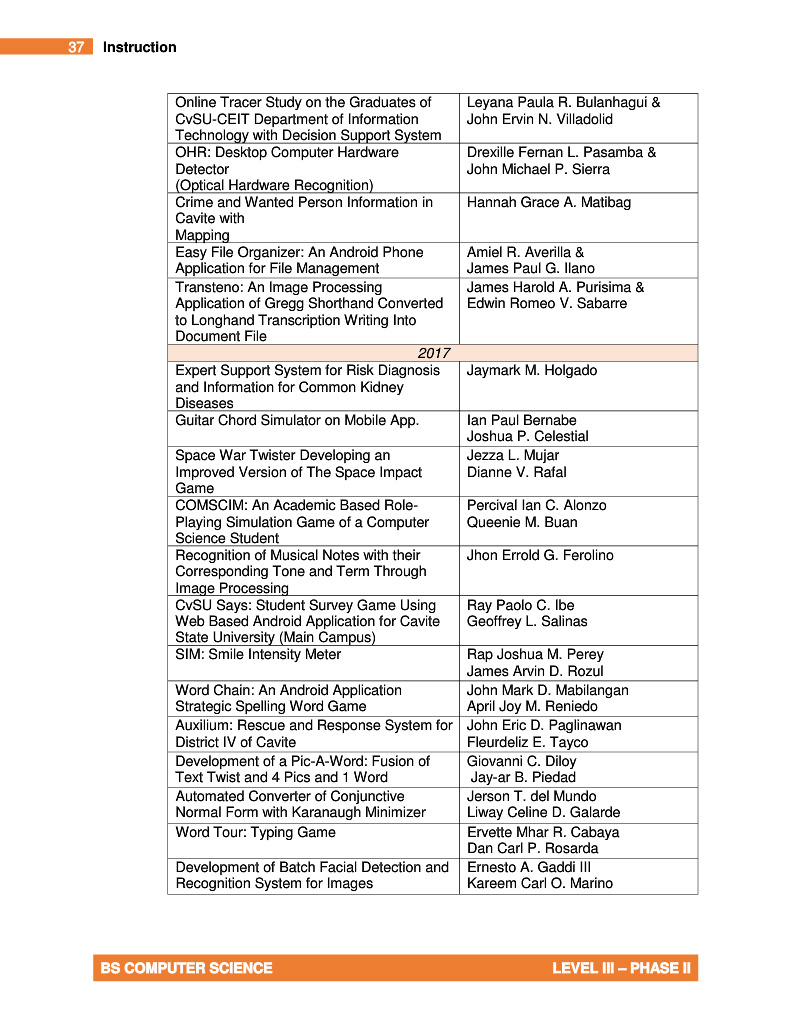 37 Instruction
Online Tracer Study on the Graduates of
CvSU-CEIT Department of Information
Technology with Decision Support System
Leyana Paula R. Bulanhagui &
John Ervin N. Villadolid
OHR: Desktop Computer Hardware
Detector
(Optical Hardware Recognition)
Drexille Fernan L. Pasamba &
John Michael P. Sierra
Crime and Wanted Person Information in
Cavite with
Mapping
Hannah Grace A. Matibag
Easy File Organizer: An Android Phone
Application for File Management
Amiel R. Averilla &
James Paul G. Ilano
Transteno: An Image Processing
Application of Gregg Shorthand Converted
to Longhand Transcription Writing Into
Document File
James Harold A. Purisima &
Edwin Romeo V. Sabarre
2017
Expert Support System for Risk Diagnosis
and Information for Common Kidney
Diseases
Jaymark M. Holgado
Guitar Chord Simulator on Mobile App.
Ian Paul Bernabe
Joshua P. Celestial
Space War Twister Developing an
Improved Version of The Space Impact
Game
Jezza L. Mujar
Dianne V. Rafal
COMSCIM: An Academic Based Role-
Playing Simulation Game of a Computer
Science Student
Percival Ian C. Alonzo
Queenie M. Buan
Recognition of Musical Notes with their
Corresponding Tone and Term Through
Image Processing
Jhon Errold G. Ferolino
CvSU Says: Student Survey Game Using
Web Based Android Application for Cavite
State University (Main Campus)
Ray Paolo C. Ibe
Geoffrey L. Salinas
SIM: Smile Intensity Meter
Rap Joshua M. Perey
James Arvin D. Rozul
Word Chain: An Android Application
Strategic Spelling Word Game
John Mark D. Mabilangan
April Joy M. Reniedo
Auxilium: Rescue and Response System for
District IV of Cavite
John Eric D. Paglinawan
Fleurdeliz E. Tayco
Development of a Pic-A-Word: Fusion of
Text Twist and 4 Pics and 1 Word
Giovanni C. Diloy
Jay-ar B. Piedad
Automated Converter of Conjunctive
Normal Form with Karanaugh Minimizer
Jerson T. del Mundo
Liway Celine D. Galarde
Word Tour: Typing Game
Ervette Mhar R. Cabaya
Dan Carl P. Rosarda
Development of Batch Facial Detection and
Recognition System for Images
Ernesto A. Gaddi III
Kareem Carl O. Marino
BS COMPUTER SCIENCE LEVEL III – PHASE II